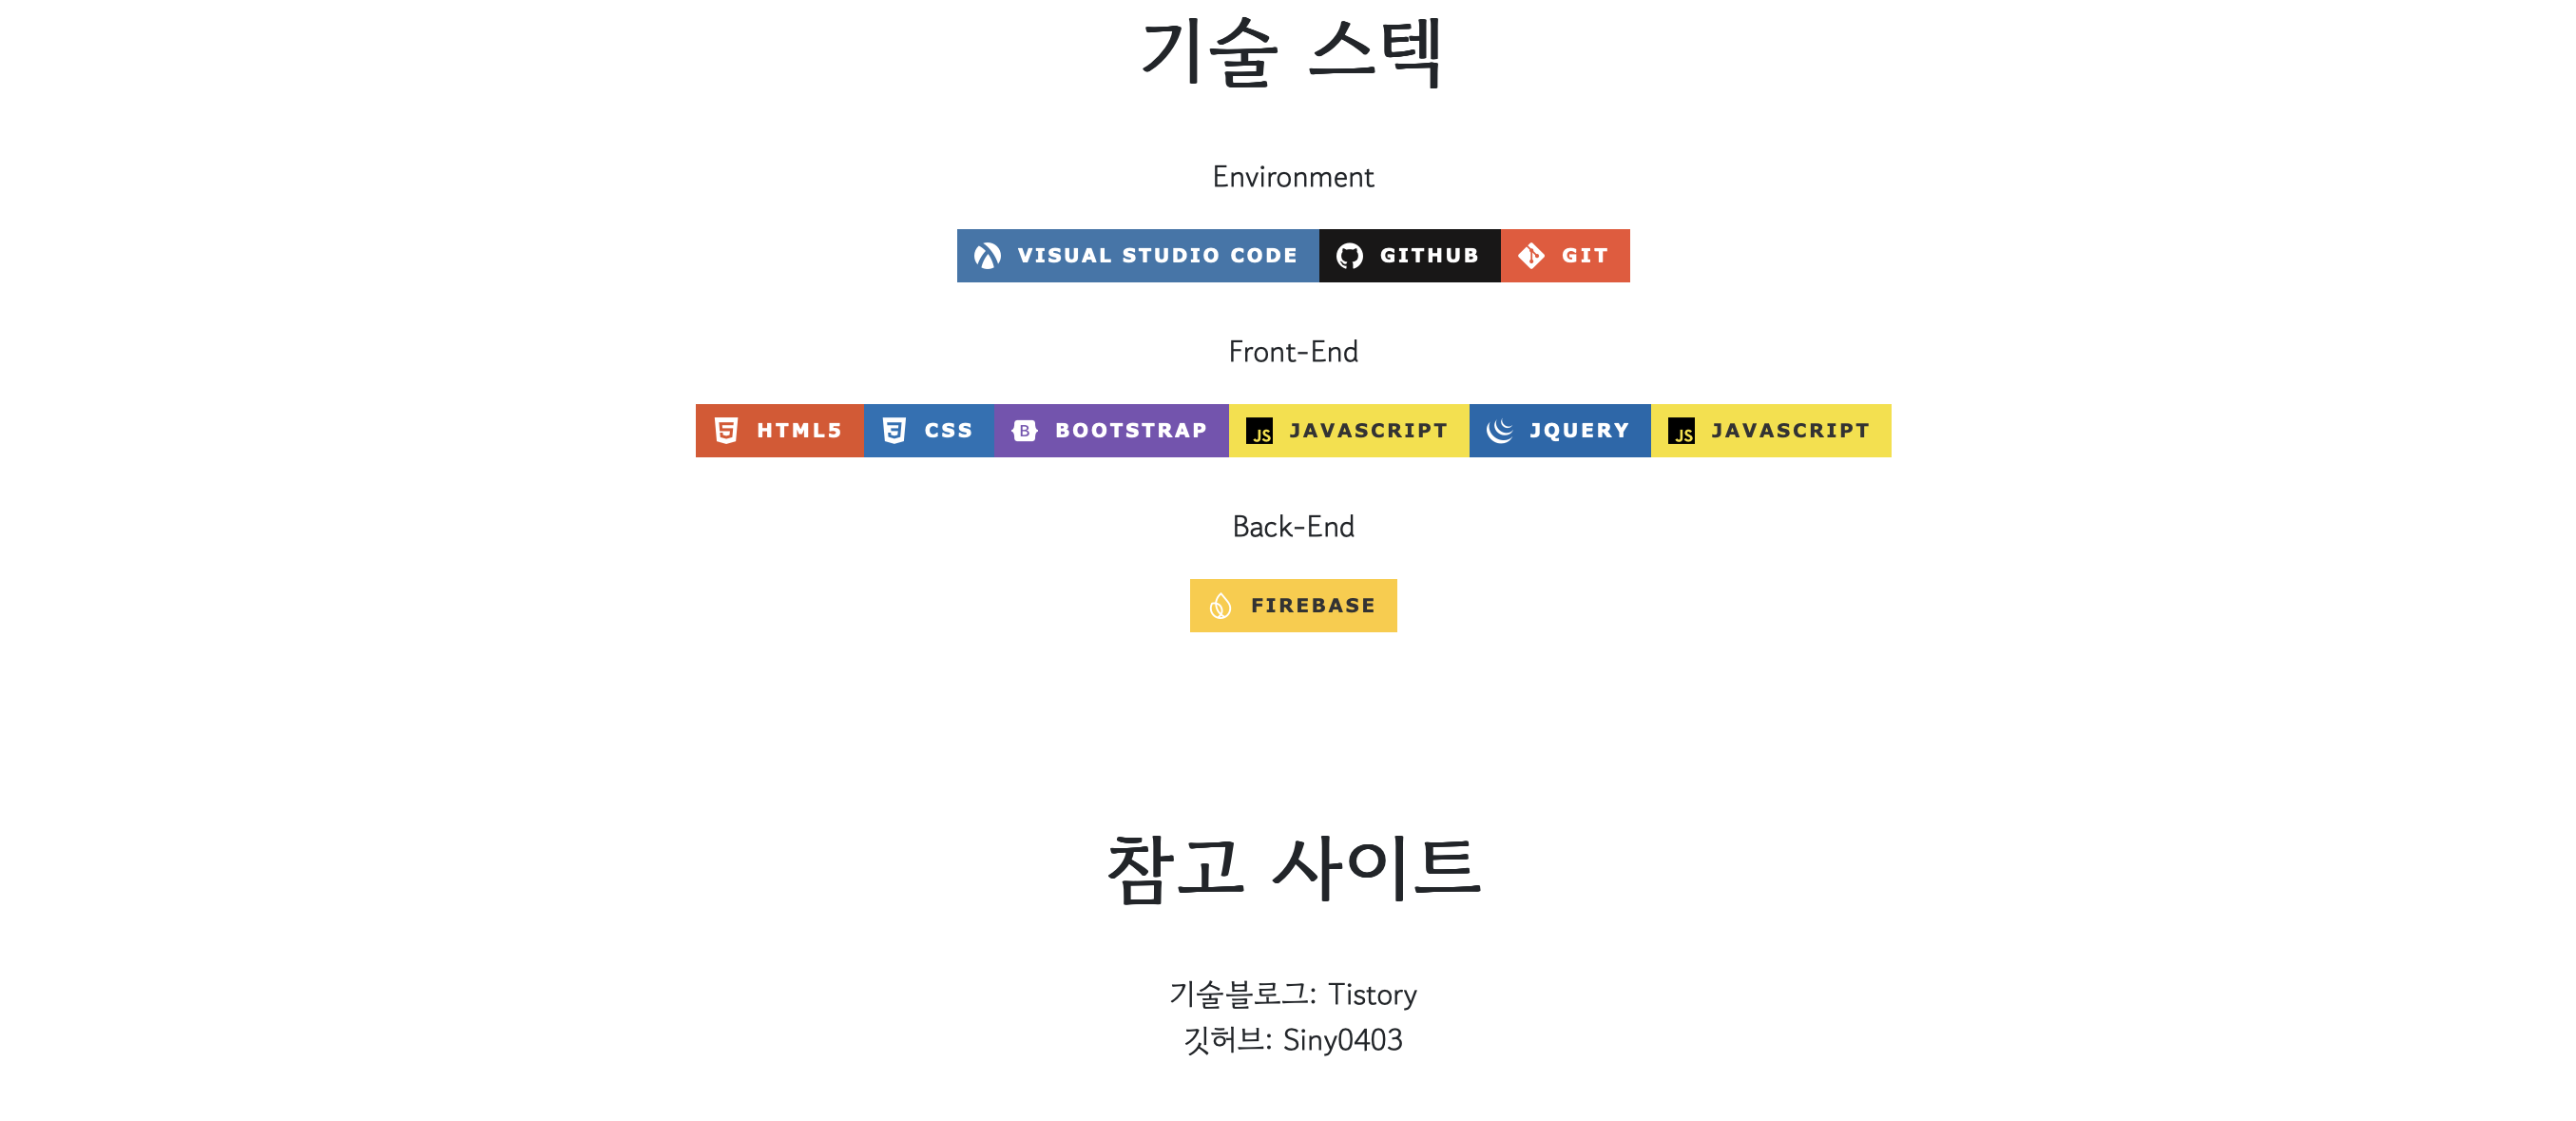 기술 스텍
Environment
VISUAL STUDIO CODE GITHUB GIT
Front-End
HTML5 CSS B BOOTSTRAP JS JAVASCRIPT JQUERY JS JAVASCRIPT
Back-End
FIREBASE
참고 사이트
기술블로그: Tistory
깃허브: Siny0403